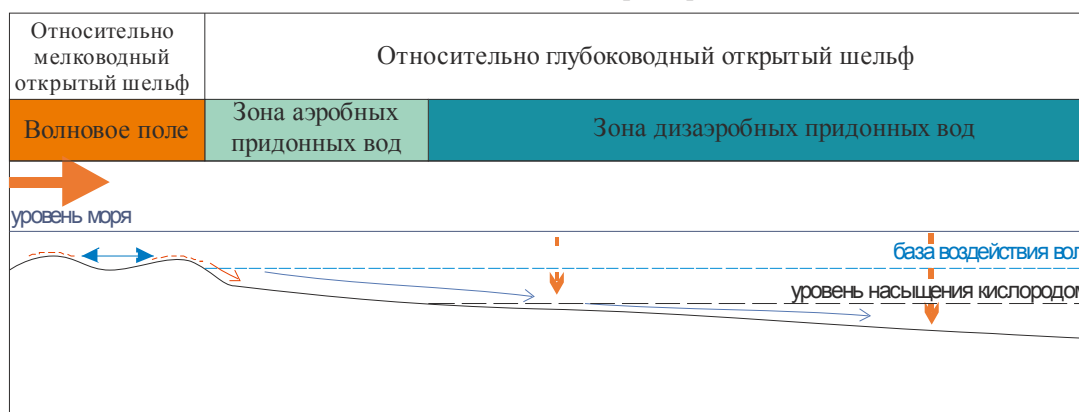 Относительно
мелководный
открытый шельф
Относительно глубоководный открытый шельф
Волновое поле
Зона аэробных
придонных вод
Зона дизаэробных придонных вод
уровень моря
база воздействия вол
уровень насыщения кислородом